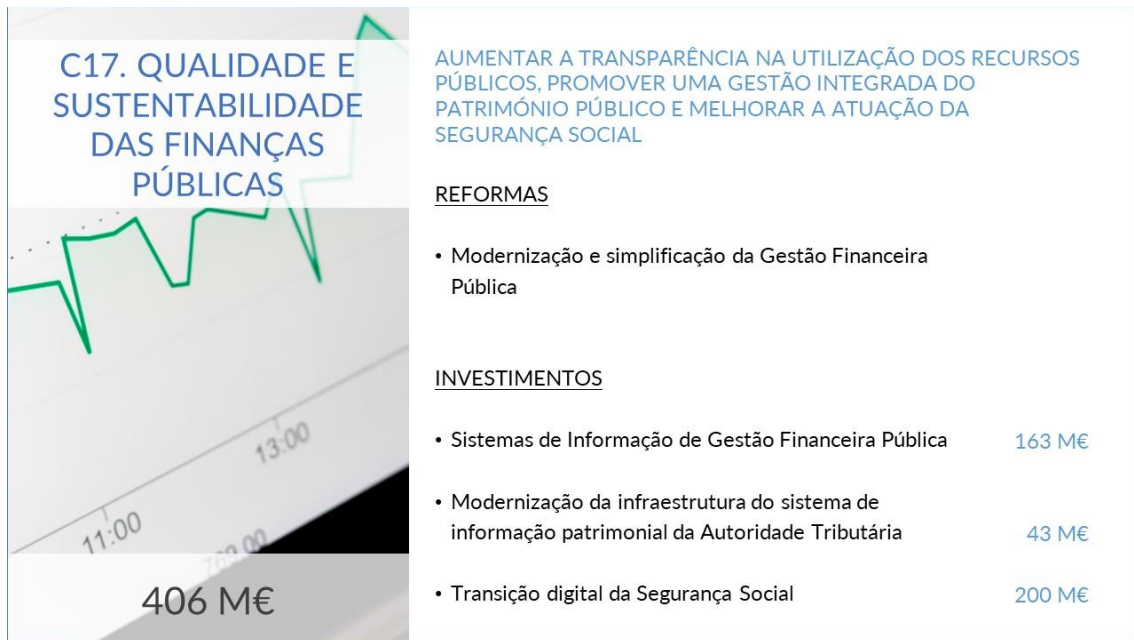 C17. QUALIDADE E
SUSTENTABILIDADE
DAS FINANÇAS
PÚBLICAS
13:00
11:00
769.00
406 M€
AUMENTAR A TRANSPARÊNCIA NA UTILIZAÇÃO DOS RECURSOS
PÚBLICOS, PROMOVER UMA GESTÃO INTEGRADA DO
PATRIMÓNIO PÚBLICO E MELHORAR A ATUAÇÃO DA
SEGURANÇA SOCIAL
REFORMAS
• Modernização e simplificação da Gestão Financeira
Pública
INVESTIMENTOS
• Sistemas de Informação de Gestão Financeira Pública 163 M€
• Modernização da infraestrutura do sistema de
informação patrimonial da Autoridade Tributária 43 M€
• Transição digital da Segurança Social 200 M€